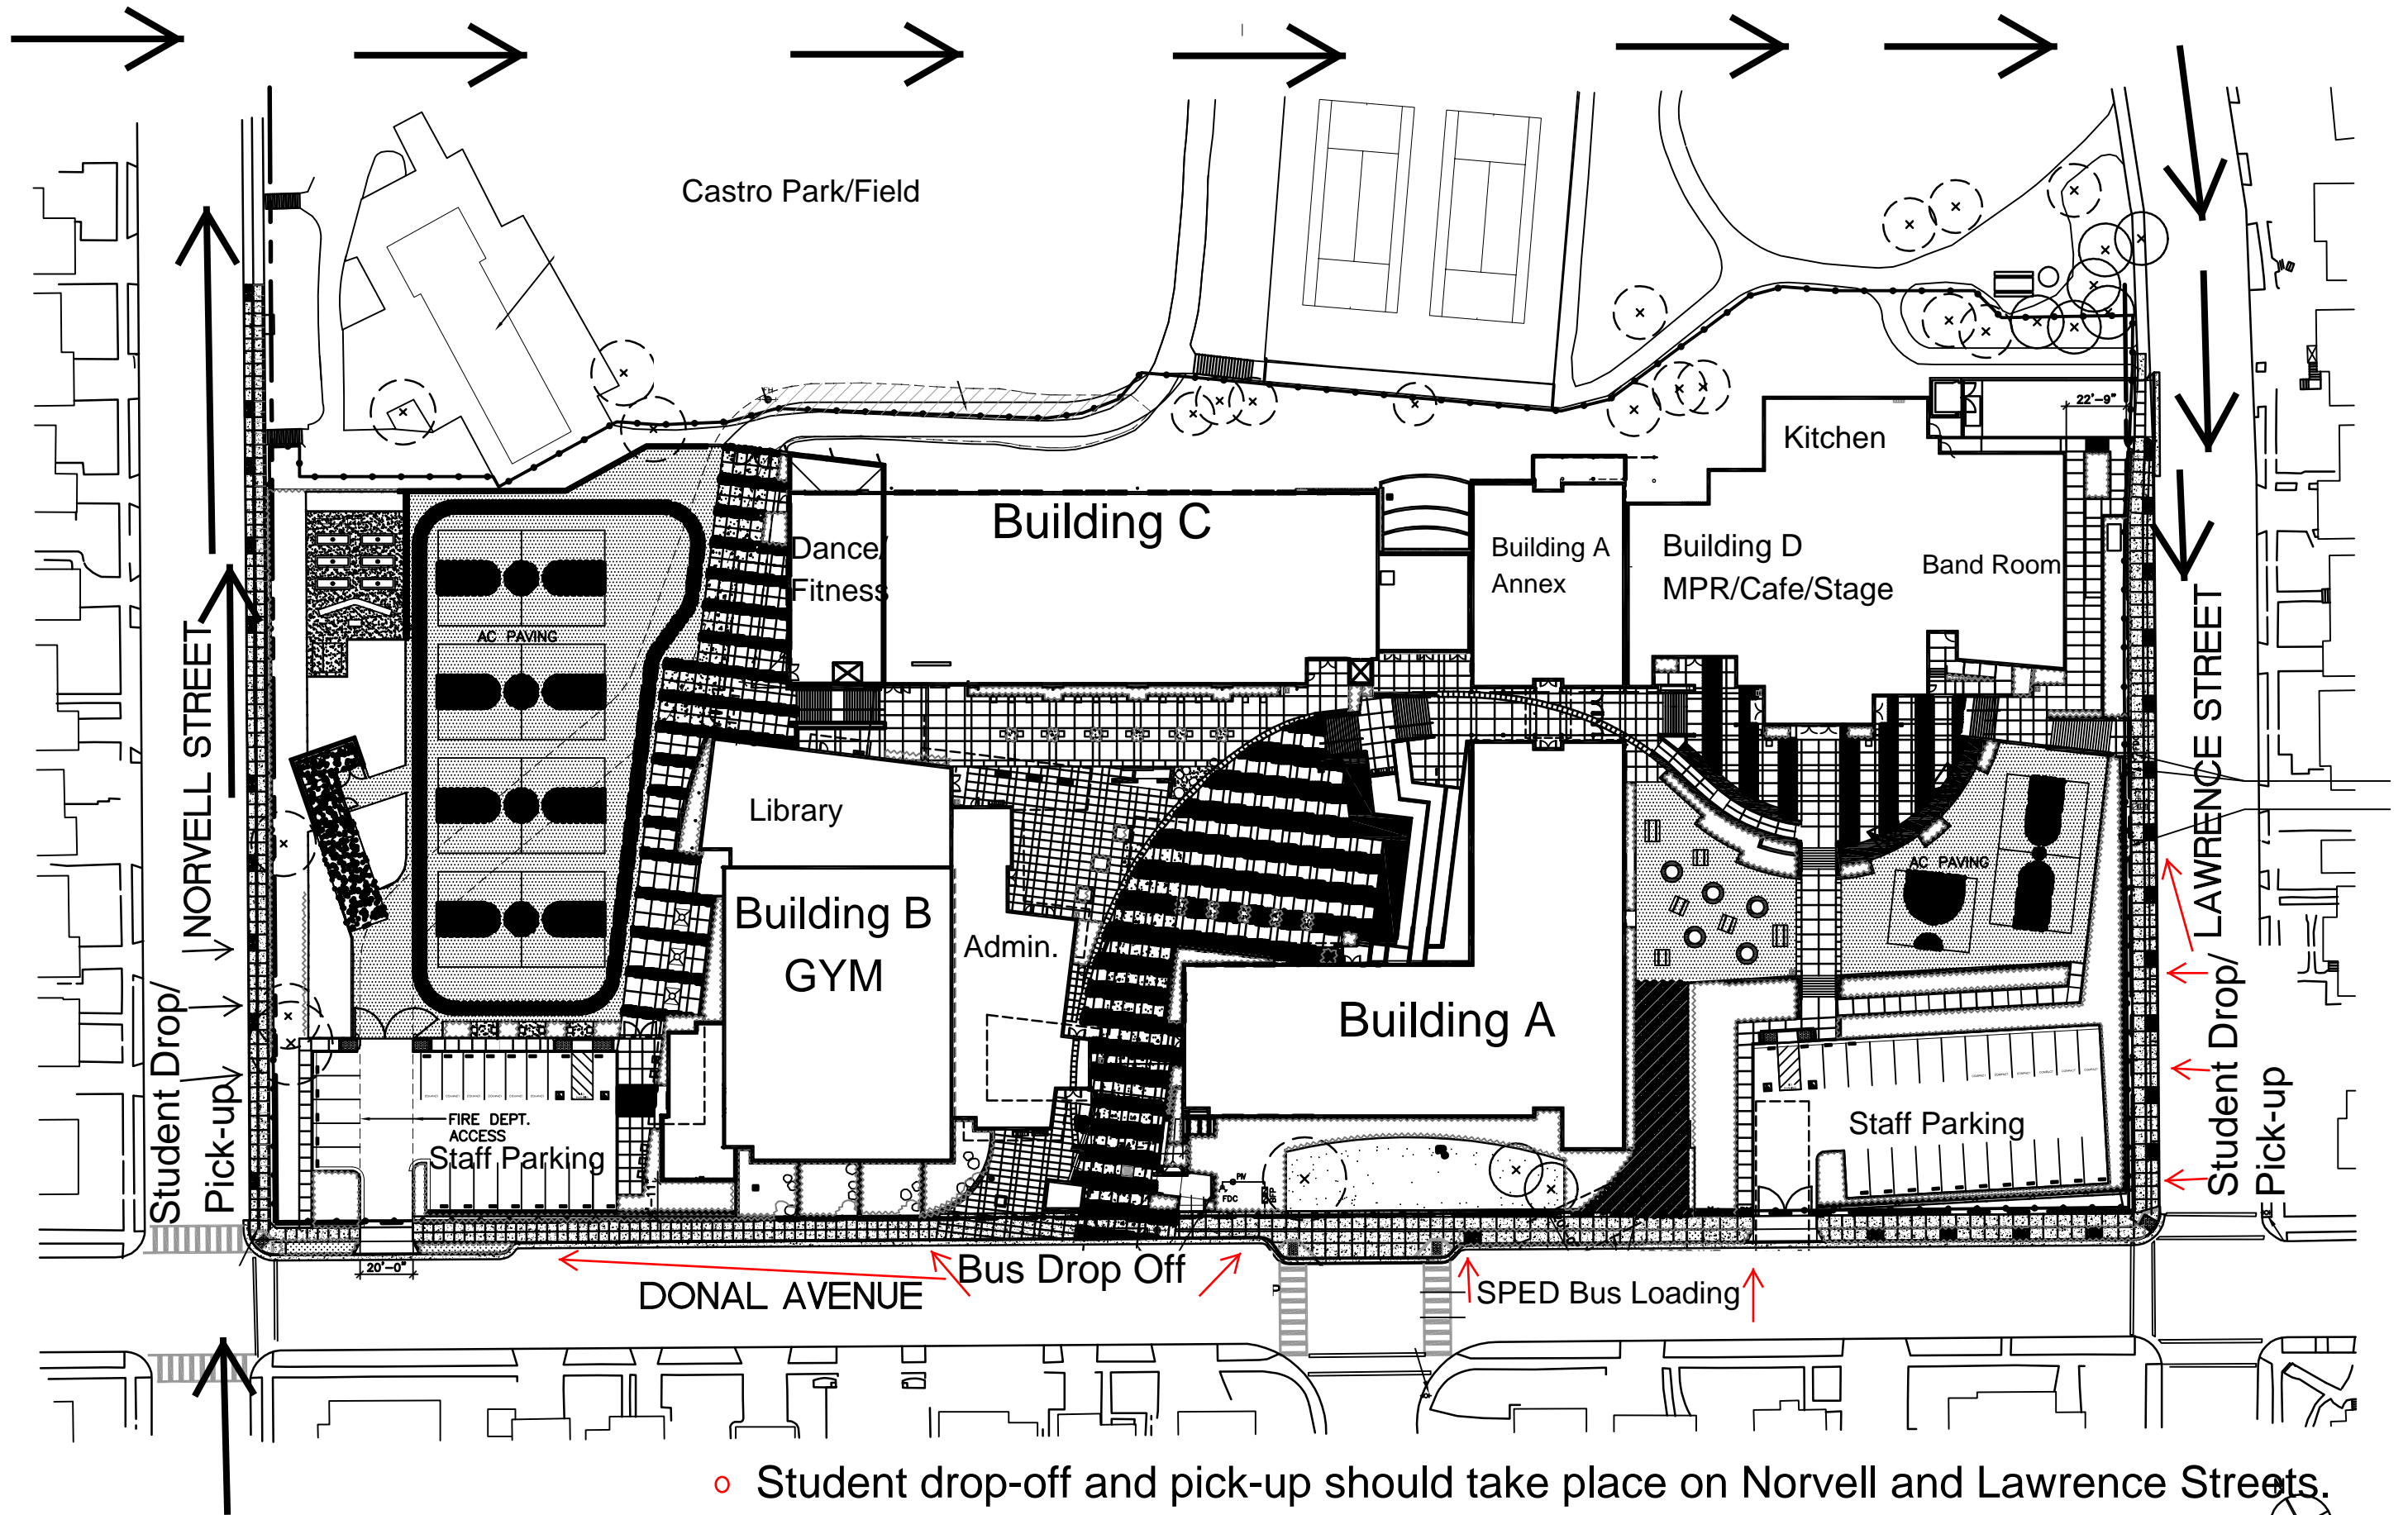 Castro Park/Field
22'-9"
Kitchen
Building C
Dance/
Fitness
Building A
Annex
Building D
MPR/Cafe/Stage
Band Room
AC PAVING
NORVELL STREET
LAWRENCE STREET
Library
AC PAVING
Building B
GYM
Admin.
Building A
Student Drop/
Pick-up
Student Drop/
Pick-up
FIRE DEPT.
ACCESS
Staff Parking
Staff Parking
PIV
FDC
20'-0"
Bus Drop Off
DONAL AVENUE
SPED Bus Loading
Student drop-off and pick-up should take place on Norvell and Lawrence Streets.